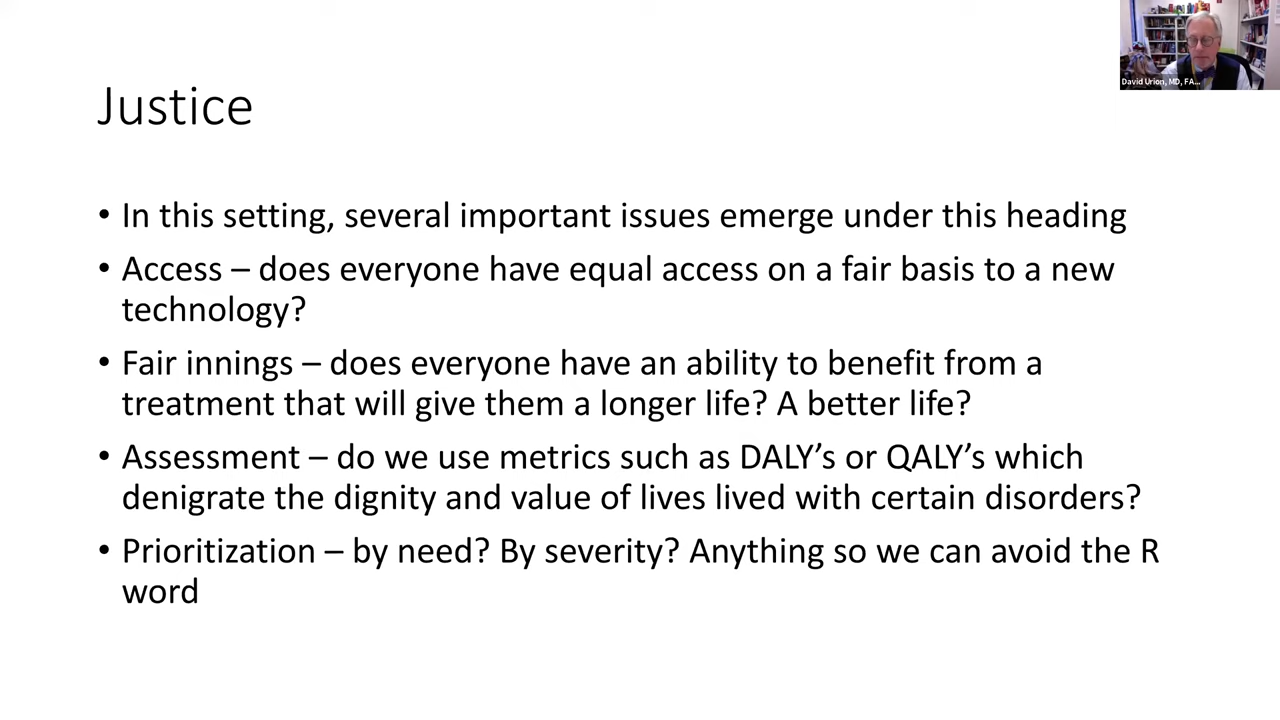 Justice
David Urion, MD, FA...
• In this setting, several important issues emerge under this heading
• Access – does everyone have equal access on a fair basis to a new
technology?
• Fair innings – does everyone have an ability to benefit from a
treatment that will give them a longer life? A better life?
• Assessment – do we use metrics such as DALY’s or QALY’s which
denigrate the dignity and value of lives lived with certain disorders?
• Prioritization – by need? By severity? Anything so we can avoid the R
word